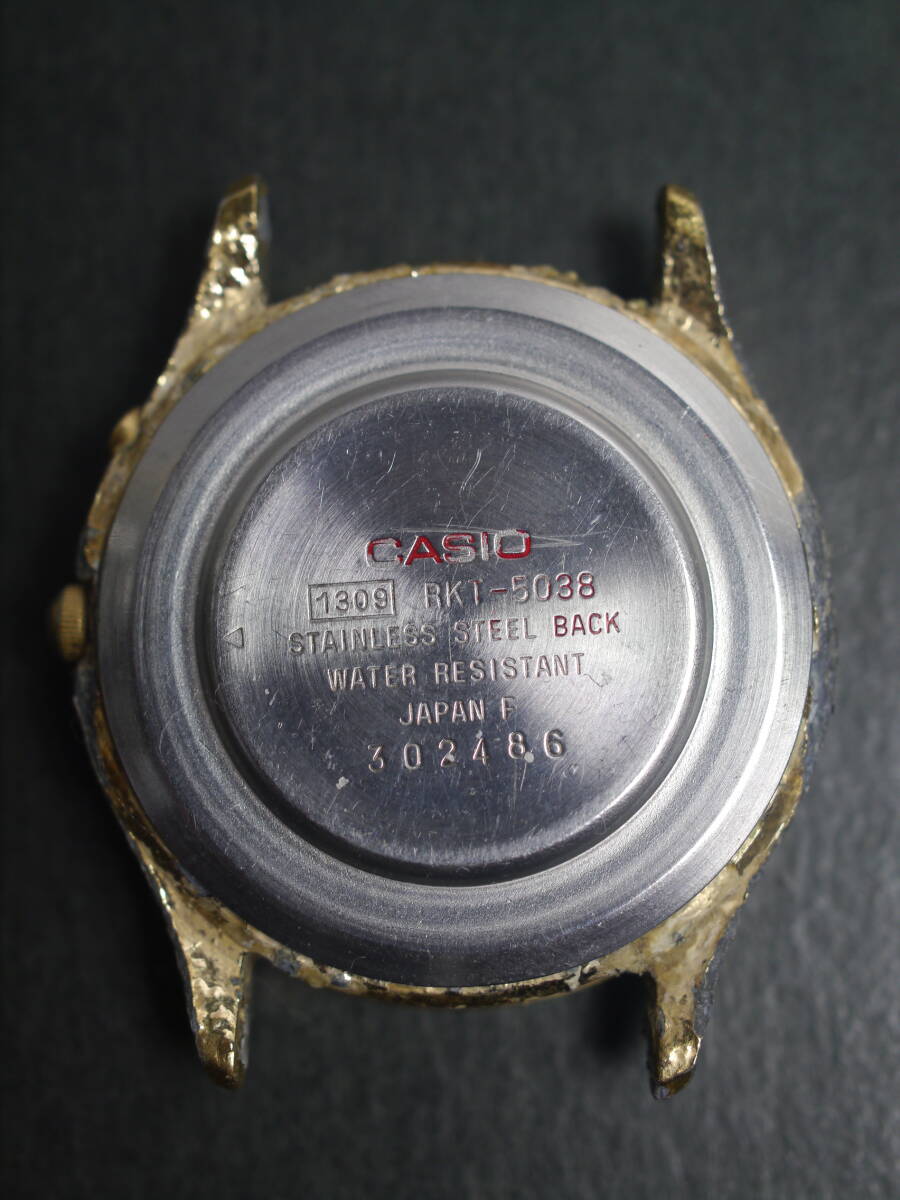 CASIO
1309 RKT-5038
STAINLESS STEEL BACK
WATER RESISTANT
JAPAN F
302486